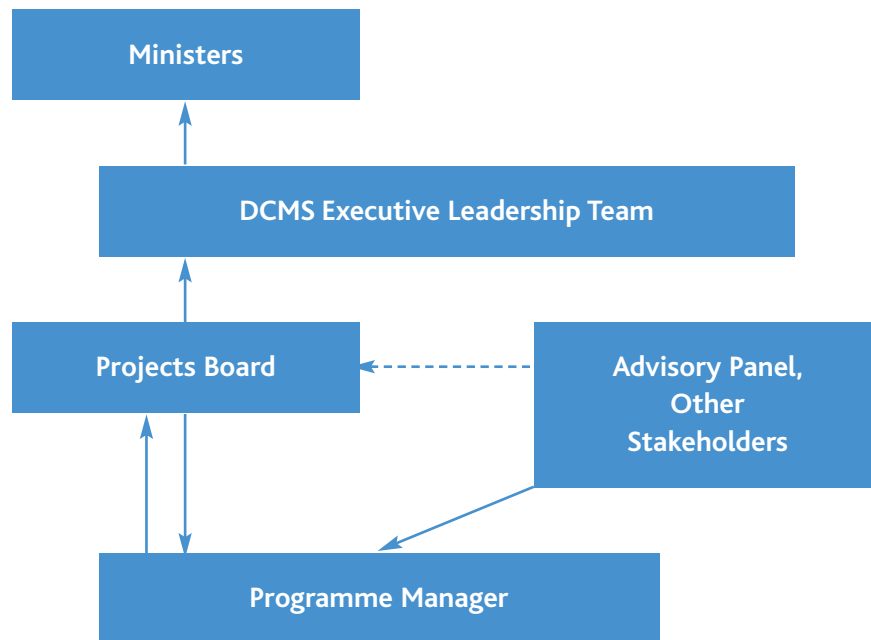 Ministers
DCMS Executive Leadership Team
Projects Board
Advisory Panel,
Other
Stakeholders
Programme Manager